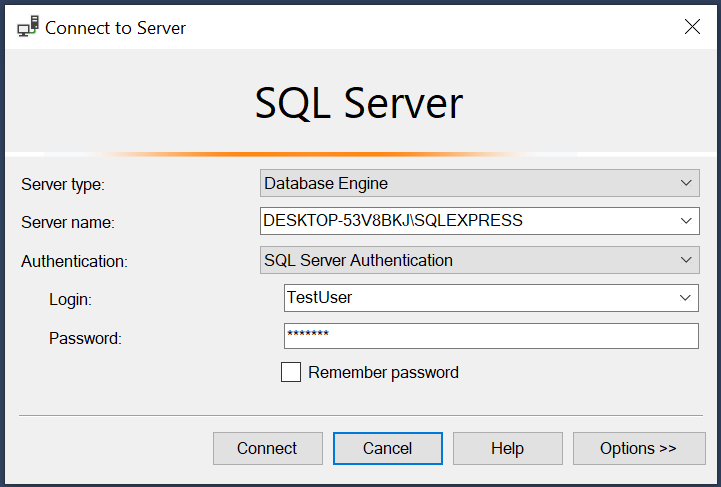 Connect to Server
SQL Server
Server type: Database Engine
Server name: DESKTOP-53V8BKJ\SQLEXPRESS
Authentication: SQL Server Authentication
Login: TestUser
Password: *******
Remember password
Connect Cancel Help Options >>